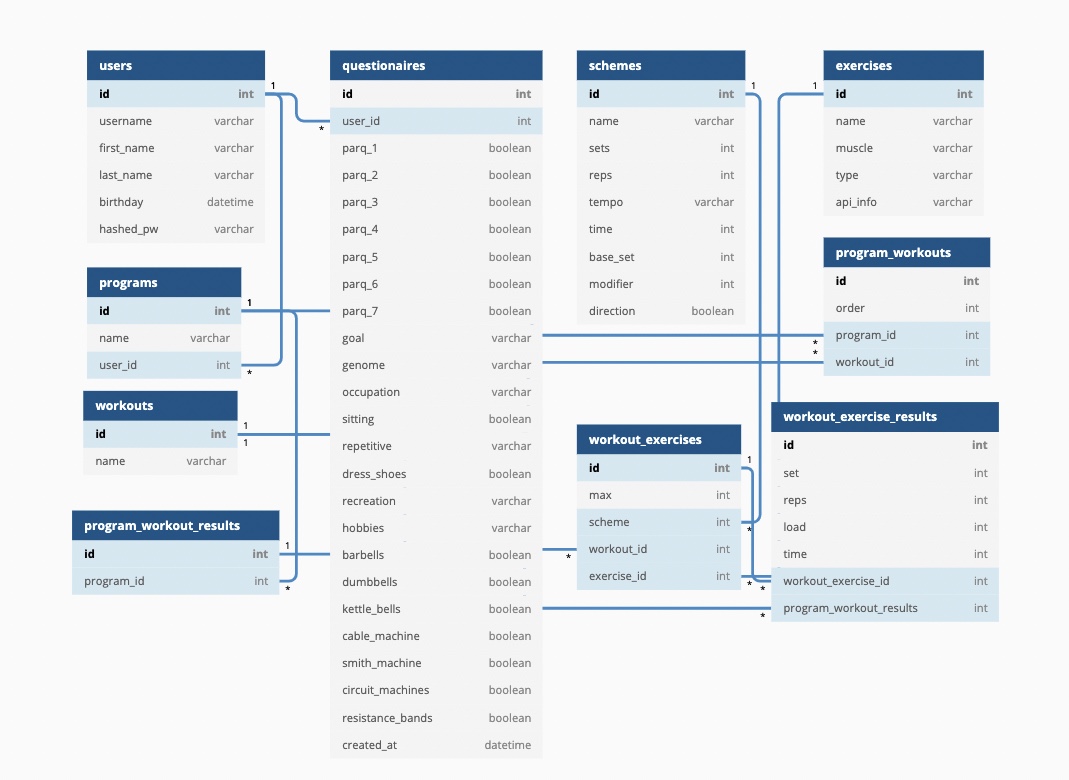 users
id int
username varchar
first_name varchar
last_name varchar
birthday datetime
hashed_pw varchar
programs
id int
name varchar
user_id int
workouts
id int
name varchar
program_workout_results
id int
program_id int
questionaires
id int
user_id int
parq_1 boolean
parq_2 boolean
parq_3 boolean
parq_4 boolean
parq_5 boolean
parq_6 boolean
parq_7 boolean
goal varchar
genome varchar
occupation varchar
sitting boolean
repetitive varchar
dress_shoes boolean
recreation varchar
hobbies varchar
barbells boolean
dumbbells boolean
kettle_bells boolean
cable_machine boolean
smith_machine boolean
circuit_machines boolean
resistance_bands boolean
created_at datetime
schemes
id int
name varchar
sets int
reps int
tempo varchar
time int
base_set int
modifier int
direction boolean
workout_exercises
id int
max int
scheme int
workout_id int
exercise_id int
exercises
id int
name varchar
muscle varchar
type varchar
api_info varchar
program_workouts
id int
order int
program_id int
workout_id int
workout_exercise_results
id int
set int
reps int
load int
time int
workout_exercise_id int
program_workout_results int
1
*
1
*
1
1
1
*
1
1
*
*
1
*
*
*
*
*